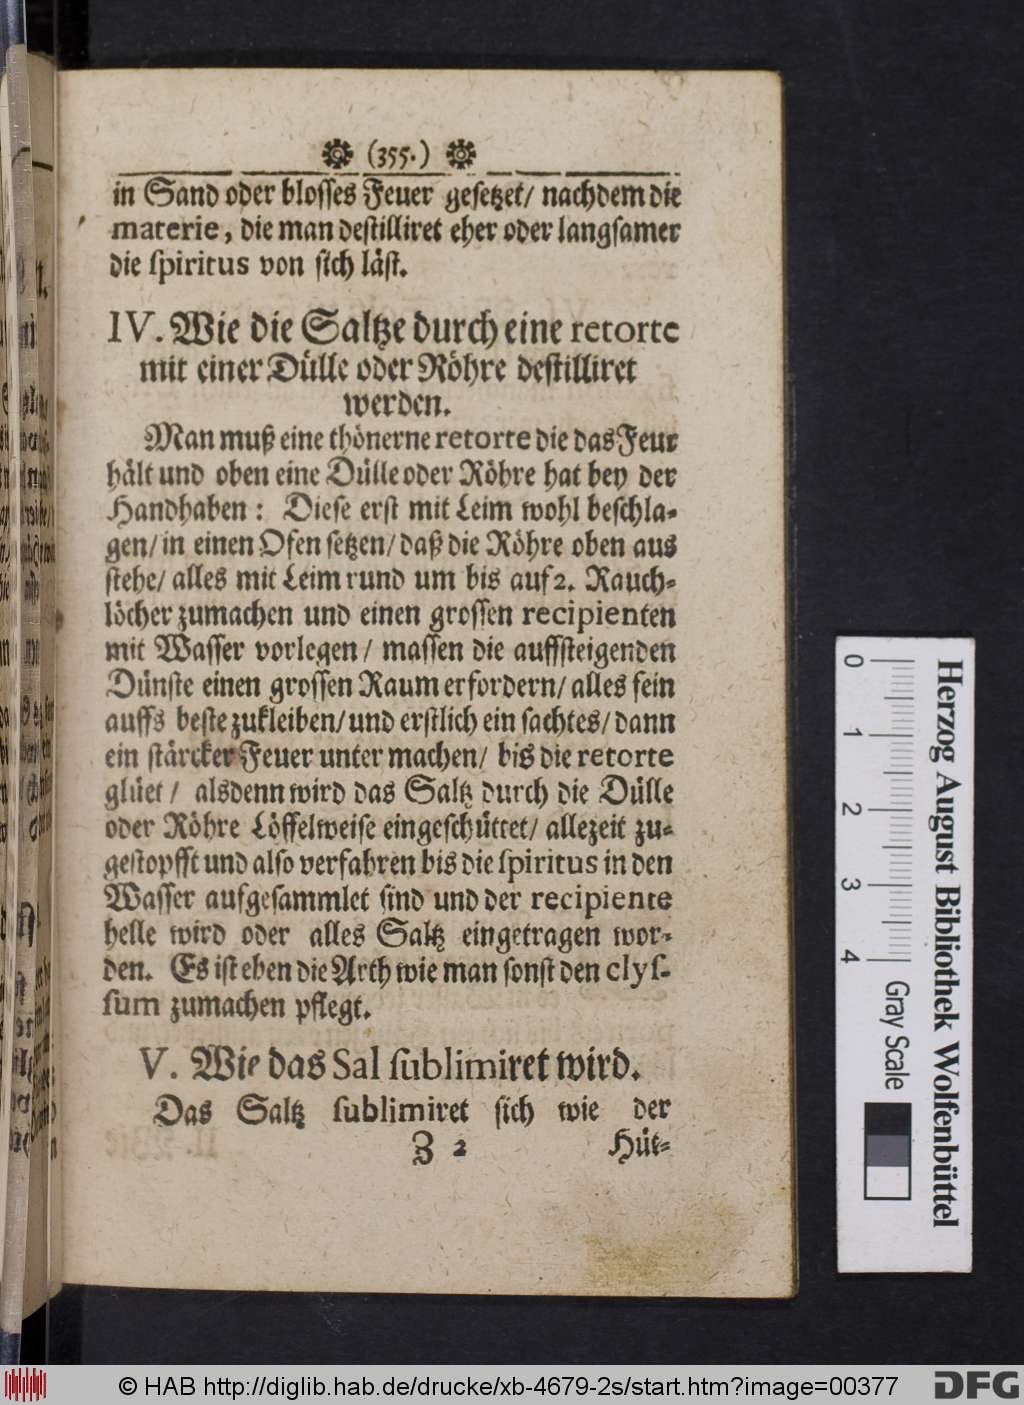 (355.)
in Sand oder blosses Feuer gesetzet/ nachdem die
materie, die man destilliret eher oder langsamer
die spiritus von sich läst.
IV. Wie die Saltze durch eine retorte
mit einer Dülle oder Röhre destilliret
werden.
Man muß eine thönerne retorte die das Feur
hält und oben eine Dülle oder Röhre hat bey der
Handhaben: Diese erst mit Leim wohl beschla-
gen/ in einen Ofen setzen/ daß die Röhre oben aus
stehe/ alles mit Leim rund um bis auf 2. Rauch-
löcher zumachen und einen grossen recipienten
mit Wasser vorlegen/ massen die auffsteigenden
Dünste einen grossen Raum erfordern/ alles fein
auffs beste zukleiben/ und erstlich ein sachtes/ dann
ein stärcker Feuer unter machen/ bis die retorte
glüet/ alsdenn wird das Saltz durch die Dülle
oder Röhre Löffelweise eingeschüttet/ allezeit zu-
gestopfft und also verfahren bis die spiritus in den
Wasser aufgesammlet sind und der recipiente
helle wird oder alles Saltz eingetragen wor-
den. Es ist eben die Arth wie man sonst den clys-
sum zumachen pflegt.
V. Wie das Sal sublimiret wird.
Das Saltz sublimiret sich wie der
Z 2 Hüt-
0 1 2 3 4 Gray Scale
Herzog August Bibliothek Wolfenbüttel
© HAB http://diglib.hab.de/drucke/xb-4679-2s/start.htm?image=00377
DFG